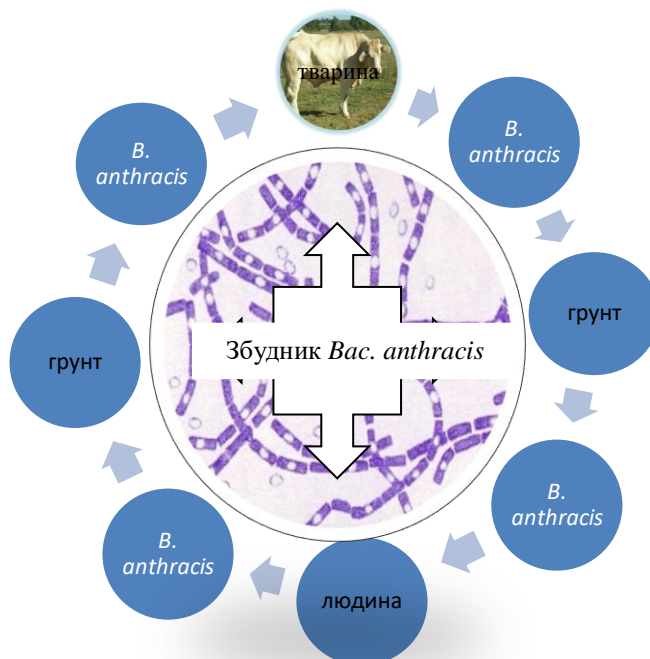 тварина
B.
anthracis
грунт
B.
anthracis
людина
B.
anthracis
грунт
B.
anthracis
Збудник Bac. anthracis